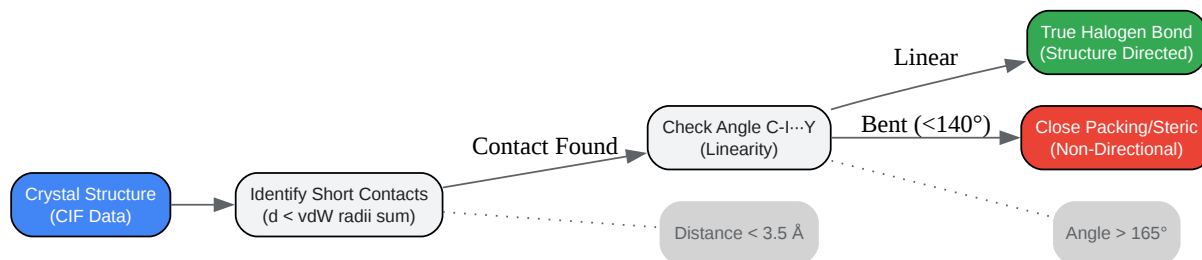 Crystal Structure
(CIF Data)
Identify Short Contacts
(d < vdW radii sum)
Contact Found
Check Angle C-I···Y
(Linearity)
Linear
True Halogen Bond
(Structure Directed)
Bent (<140°)
Close Packing/Steric
(Non-Directional)
Distance < 3.5 Å
Angle > 165°